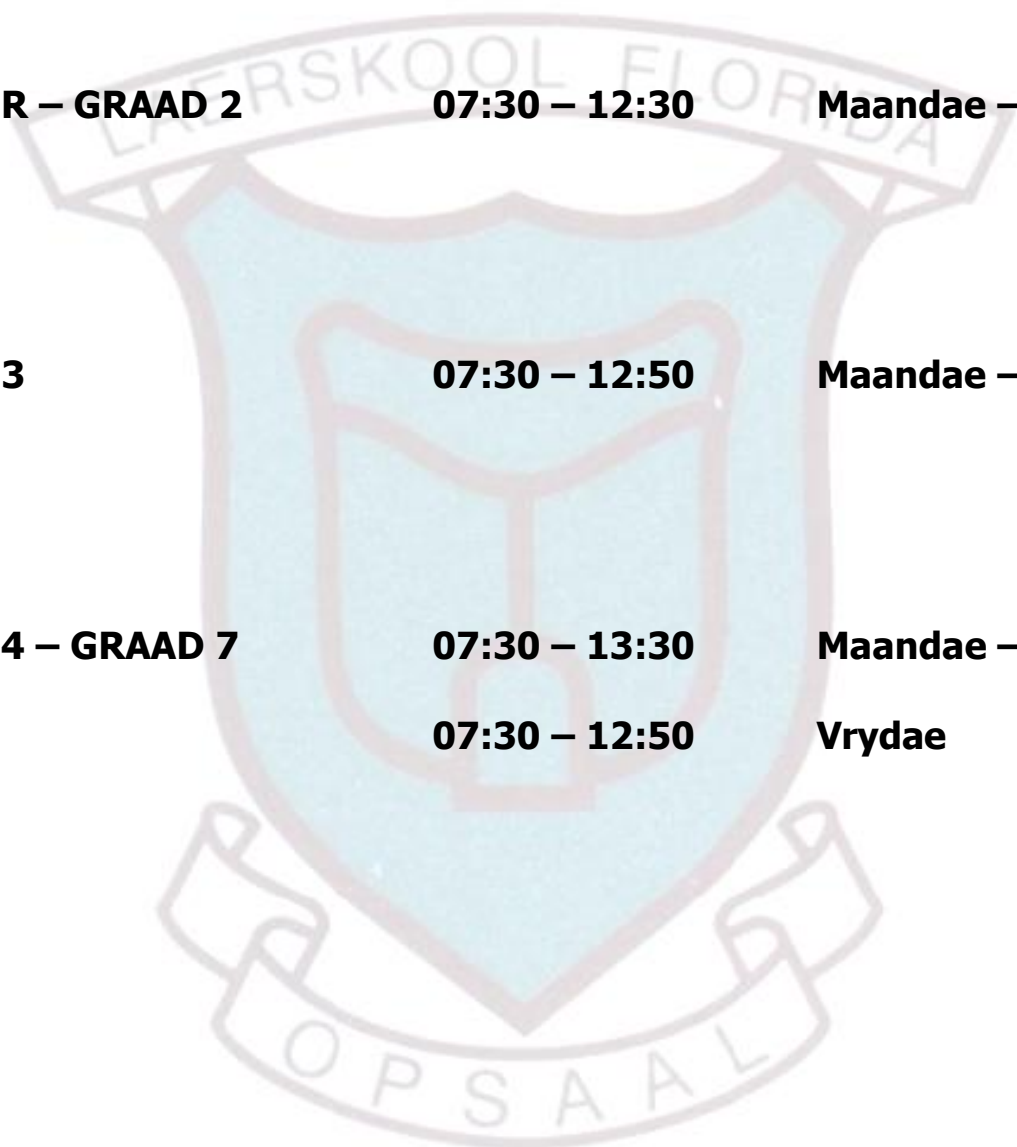 LAERSKOOL FLORIDA
R – GRAAD 2 07:30 – 12:30 Maandae –
3 07:30 – 12:50 Maandae –
4 – GRAAD 7 07:30 – 13:30 Maandae –
07:30 – 12:50 Vrydae
OPSAAL